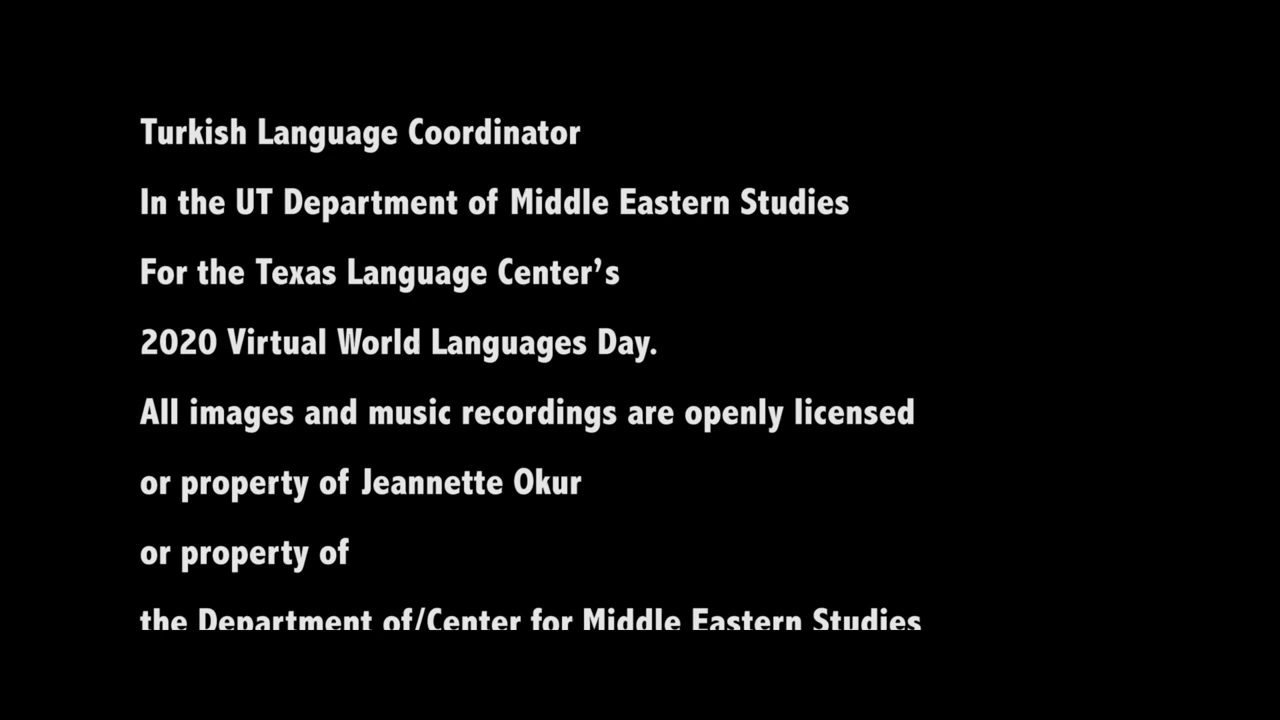 Turkish Language Coordinator
In the UT Department of Middle Eastern Studies
For the Texas Language Center’s
2020 Virtual World Languages Day.
All images and music recordings are openly licensed
or property of Jeannette Okur
or property of
the Department of/Center for Middle Eastern Studies